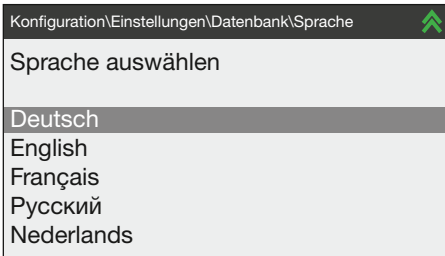 Konfiguration\Einstellungen\Datenbank\Sprache
Sprache auswählen
Deutsch
English
Français
Русский
Nederlands